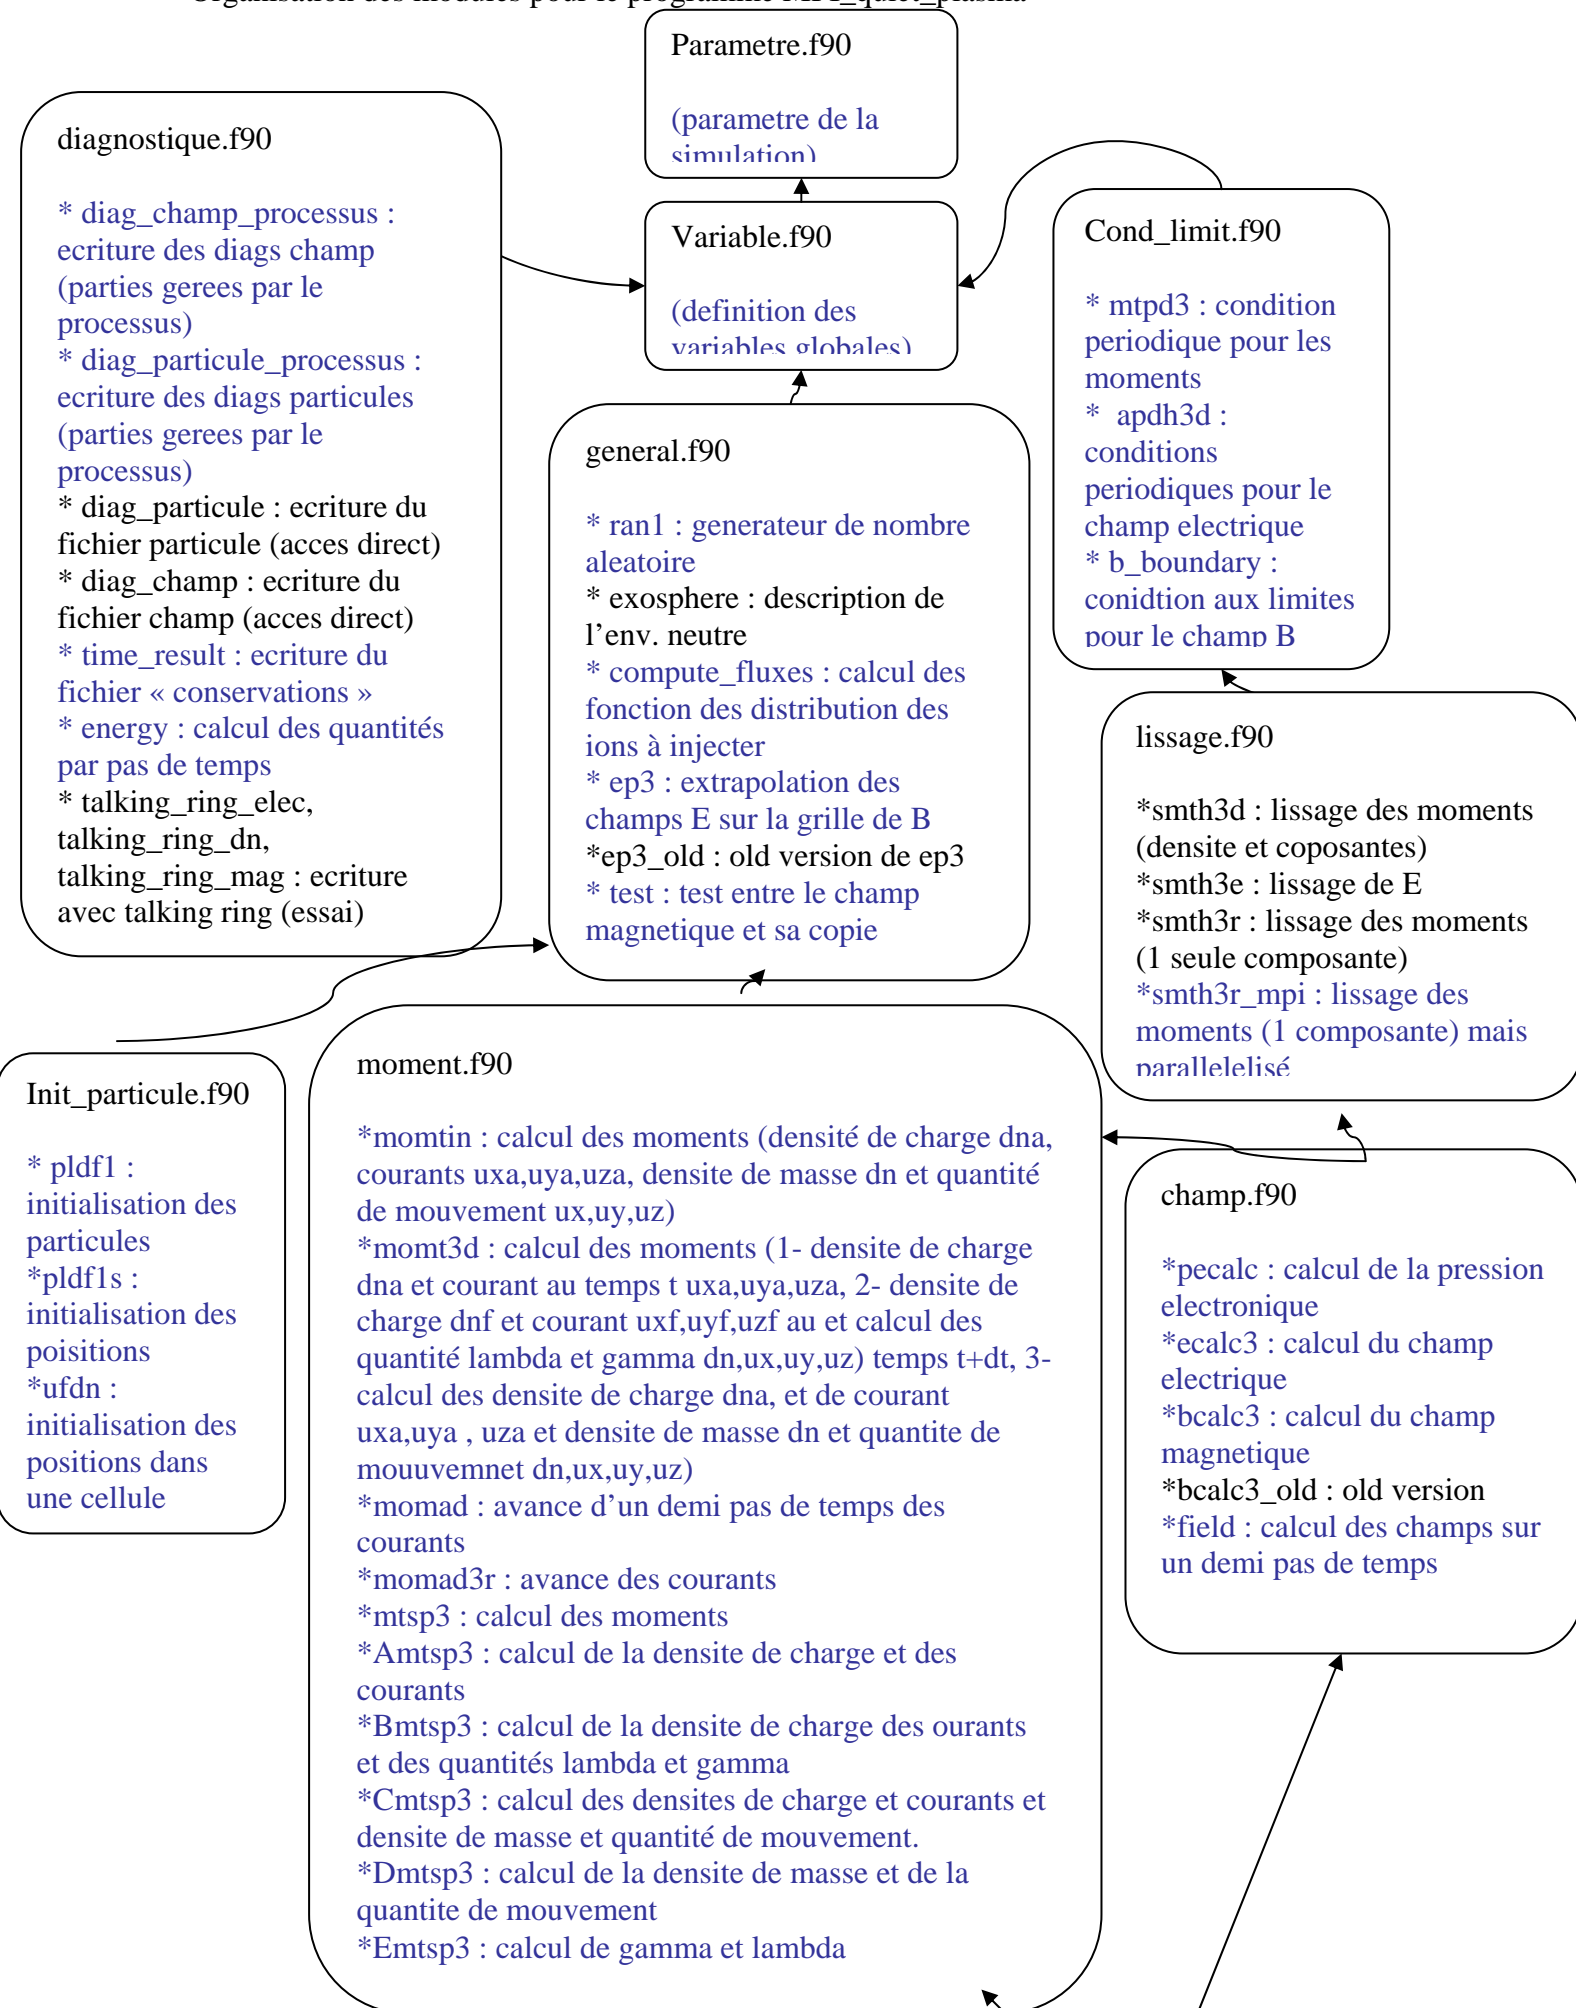 Organisation des modules pour le programme MPI_quiet_plasma
Parametre.f90
(parametre de la
simulation)
diagnostique.f90
* diag_champ_processus :
ecriture des diags champ
(parties gerees par le
processus)
* diag_particule_processus :
ecriture des diags particules
(parties gerees par le
processus)
* diag_particule : ecriture du
fichier particule (acces direct)
* diag_champ : ecriture du
fichier champ (acces direct)
* time_result : ecriture du
fichier « conservations »
* energy : calcul des quantités
par pas de temps
* talking_ring_elec,
talking_ring_dn,
talking_ring_mag : ecriture
avec talking ring (essai)
Variable.f90
(definition des
variables globales)
Cond_limit.f90
* mtpd3 : condition
periodique pour les
moments
*  apdh3d :
conditions
periodiques pour le
champ electrique
* b_boundary :
conidtion aux limites
pour le champ B
general.f90
* ran1 : generateur de nombre
aleatoire
* exosphere : description de
l’env. neutre
* compute_fluxes : calcul des
fonction des distribution des
ions à injecter
* ep3 : extrapolation des
champs E sur la grille de B
*ep3_old : old version de ep3
* test : test entre le champ
magnetique et sa copie
lissage.f90
*smth3d : lissage des moments
(densite et coposantes)
*smth3e : lissage de E
*smth3r : lissage des moments
(1 seule composante)
*smth3r_mpi : lissage des
moments (1 composante) mais
parallelelisé
Init_particule.f90
* pldf1 :
initialisation des
particules
*pldf1s :
initialisation des
poisitions
*ufdn :
initialisation des
positions dans
une cellule
moment.f90
*momtin : calcul des moments (densité de charge dna,
courants uxa,uya,uza, densite de masse dn et quantité
de mouvement ux,uy,uz)
*momt3d : calcul des moments (1- densite de charge
dna et courant au temps t uxa,uya,uza, 2- densite de
charge dnf et courant uxf,uyf,uzf au et calcul des
quantité lambda et gamma dn,ux,uy,uz) temps t+dt, 3-
calcul des densite de charge dna, et de courant
uxa,uya , uza et densite de masse dn et quantite de
mouuvemnet dn,ux,uy,uz)
*momad : avance d’un demi pas de temps des
courants
*momad3r : avance des courants
*mtsp3 : calcul des moments
*Amtsp3 : calcul de la densite de charge et des
courants
*Bmtsp3 : calcul de la densite de charge des ourants
et des quantités lambda et gamma
*Cmtsp3 : calcul des densites de charge et courants et
densite de masse et quantité de mouvement.
*Dmtsp3 : calcul de la densite de masse et de la
quantite de mouvement
*Emtsp3 : calcul de gamma et lambda
champ.f90
*pecalc : calcul de la pression
electronique
*ecalc3 : calcul du champ
electrique
*bcalc3 : calcul du champ
magnetique
*bcalc3_old : old version
*field : calcul des champs sur
un demi pas de temps